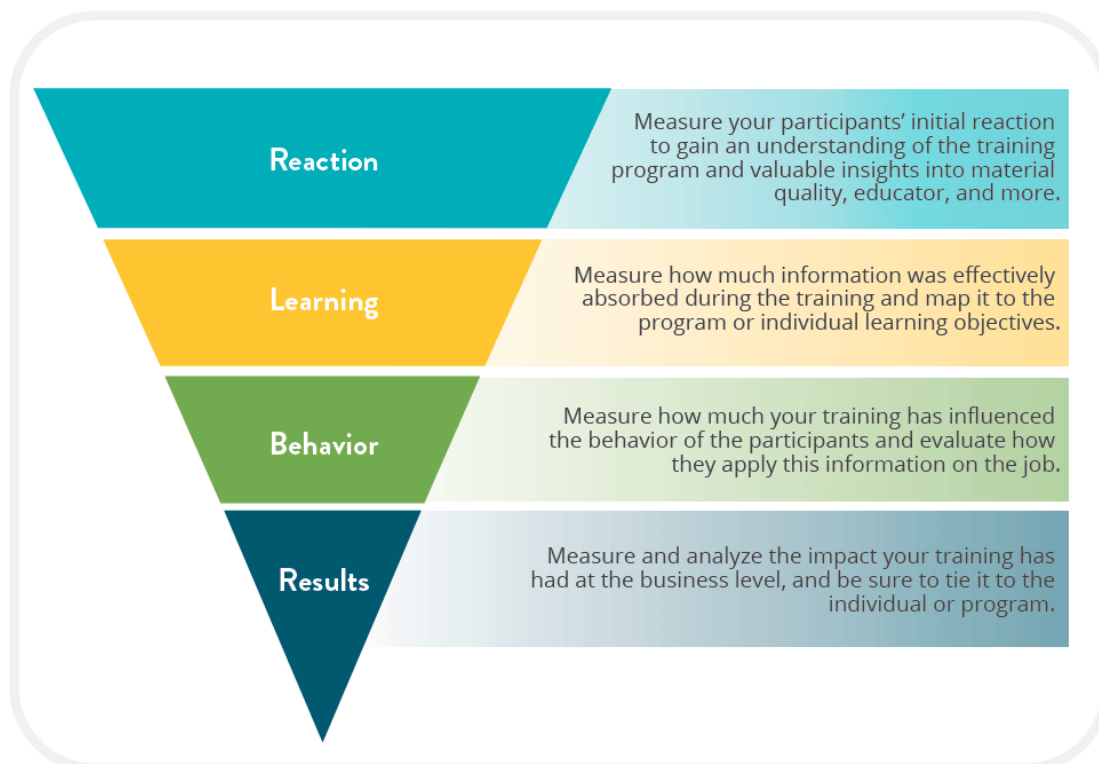 Reaction
Measure your participants’ initial reaction
to gain an understanding of the training
program and valuable insights into material
quality, educator, and more.
Learning
Measure how much information was effectively
absorbed during the training and map it to the
program or individual learning objectives.
Behavior
Measure how much your training has influenced
the behavior of the participants and evaluate how
they apply this information on the job.
Results
Measure and analyze the impact your training has
had at the business level, and be sure to tie it to the
individual or program.